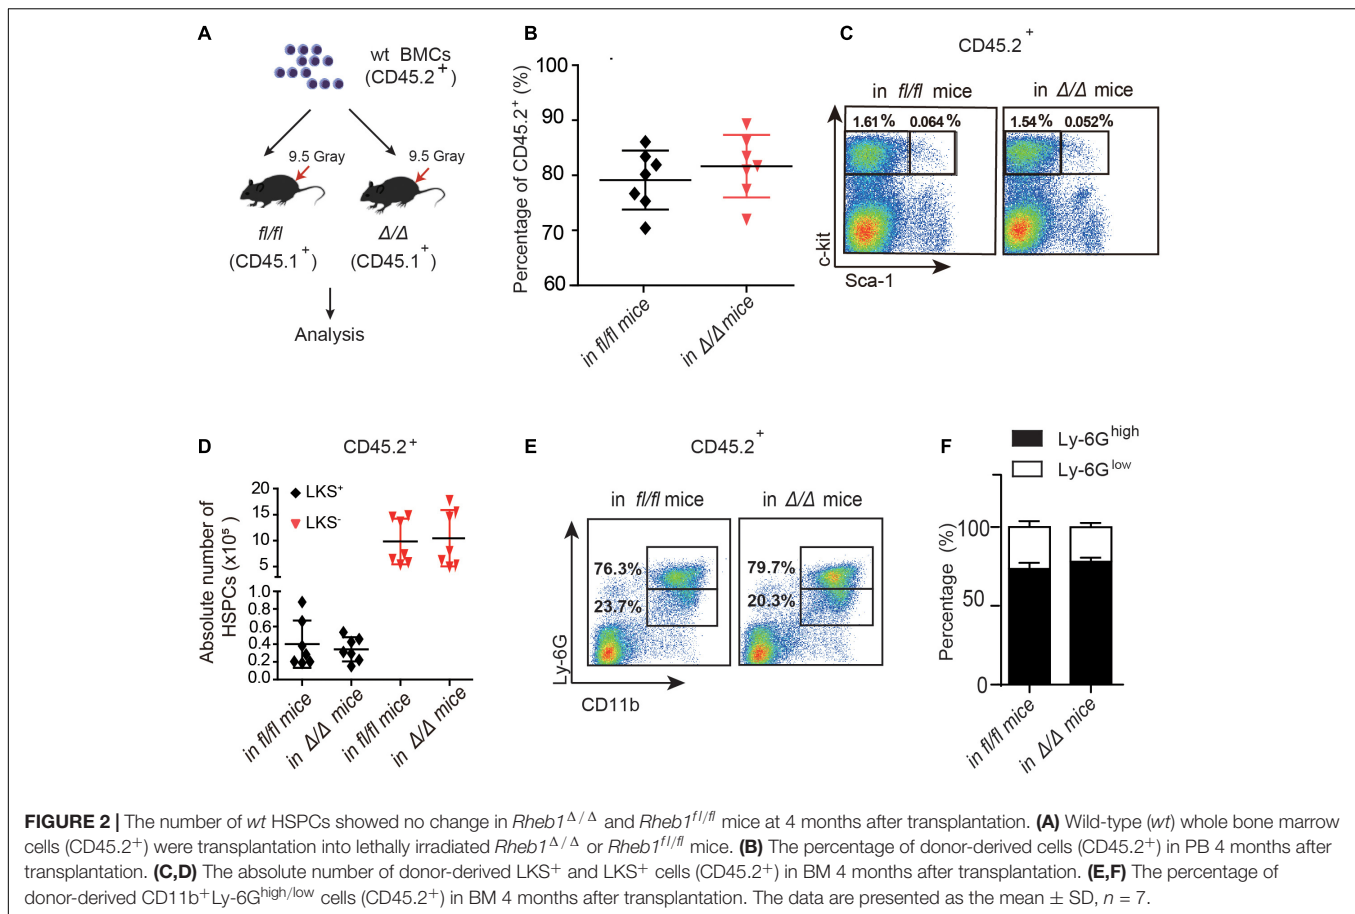 A
wt BMCs
(CD45.2⁺)
9.5 Gray
9.5 Gray
fl/fl
(CD45.1⁺)
Δ/Δ
(CD45.1⁺)
Analysis
B
Percentage of CD45.2⁺ (%)
100
90
80
70
60
in fl/fl mice
in Δ/Δ mice
C
CD45.2⁺
in fl/fl mice
in Δ/Δ mice
1.61%
0.064%
1.54%
0.052%
c-kit
Sca-1
D
CD45.2⁺
Absolute number of
HSPCs (x10⁵)
LKS⁺
LKS⁻
20
15
10
5
1.0
0.8
0.6
0.4
0.2
0.0
in fl/fl mice
in Δ/Δ mice
in fl/fl mice
in Δ/Δ mice
E
CD45.2⁺
in fl/fl mice
in Δ/Δ mice
76.3%
23.7%
79.7%
20.3%
Ly-6G
CD11b
F
Ly-6Gʰⁱᵍʰ
Ly-6Gˡᵒʷ
Percentage (%)
100
50
0
in fl/fl mice
in Δ/Δ mice
FIGURE 2 | The number of wt HSPCs showed no change in Rheb1Δ/Δ and Rheb1fl/fl mice at 4 months after transplantation. (A) Wild-type (wt) whole bone marrow
cells (CD45.2⁺) were transplantation into lethally irradiated Rheb1Δ/Δ or Rheb1fl/fl mice. (B) The percentage of donor-derived cells (CD45.2⁺) in PB 4 months after
transplantation. (C,D) The absolute number of donor-derived LKS⁺ and LKS⁺ cells (CD45.2⁺) in BM 4 months after transplantation. (E,F) The percentage of
donor-derived CD11b⁺Ly-6Ghigh/low cells (CD45.2⁺) in BM 4 months after transplantation. The data are presented as the mean ± SD, n = 7.